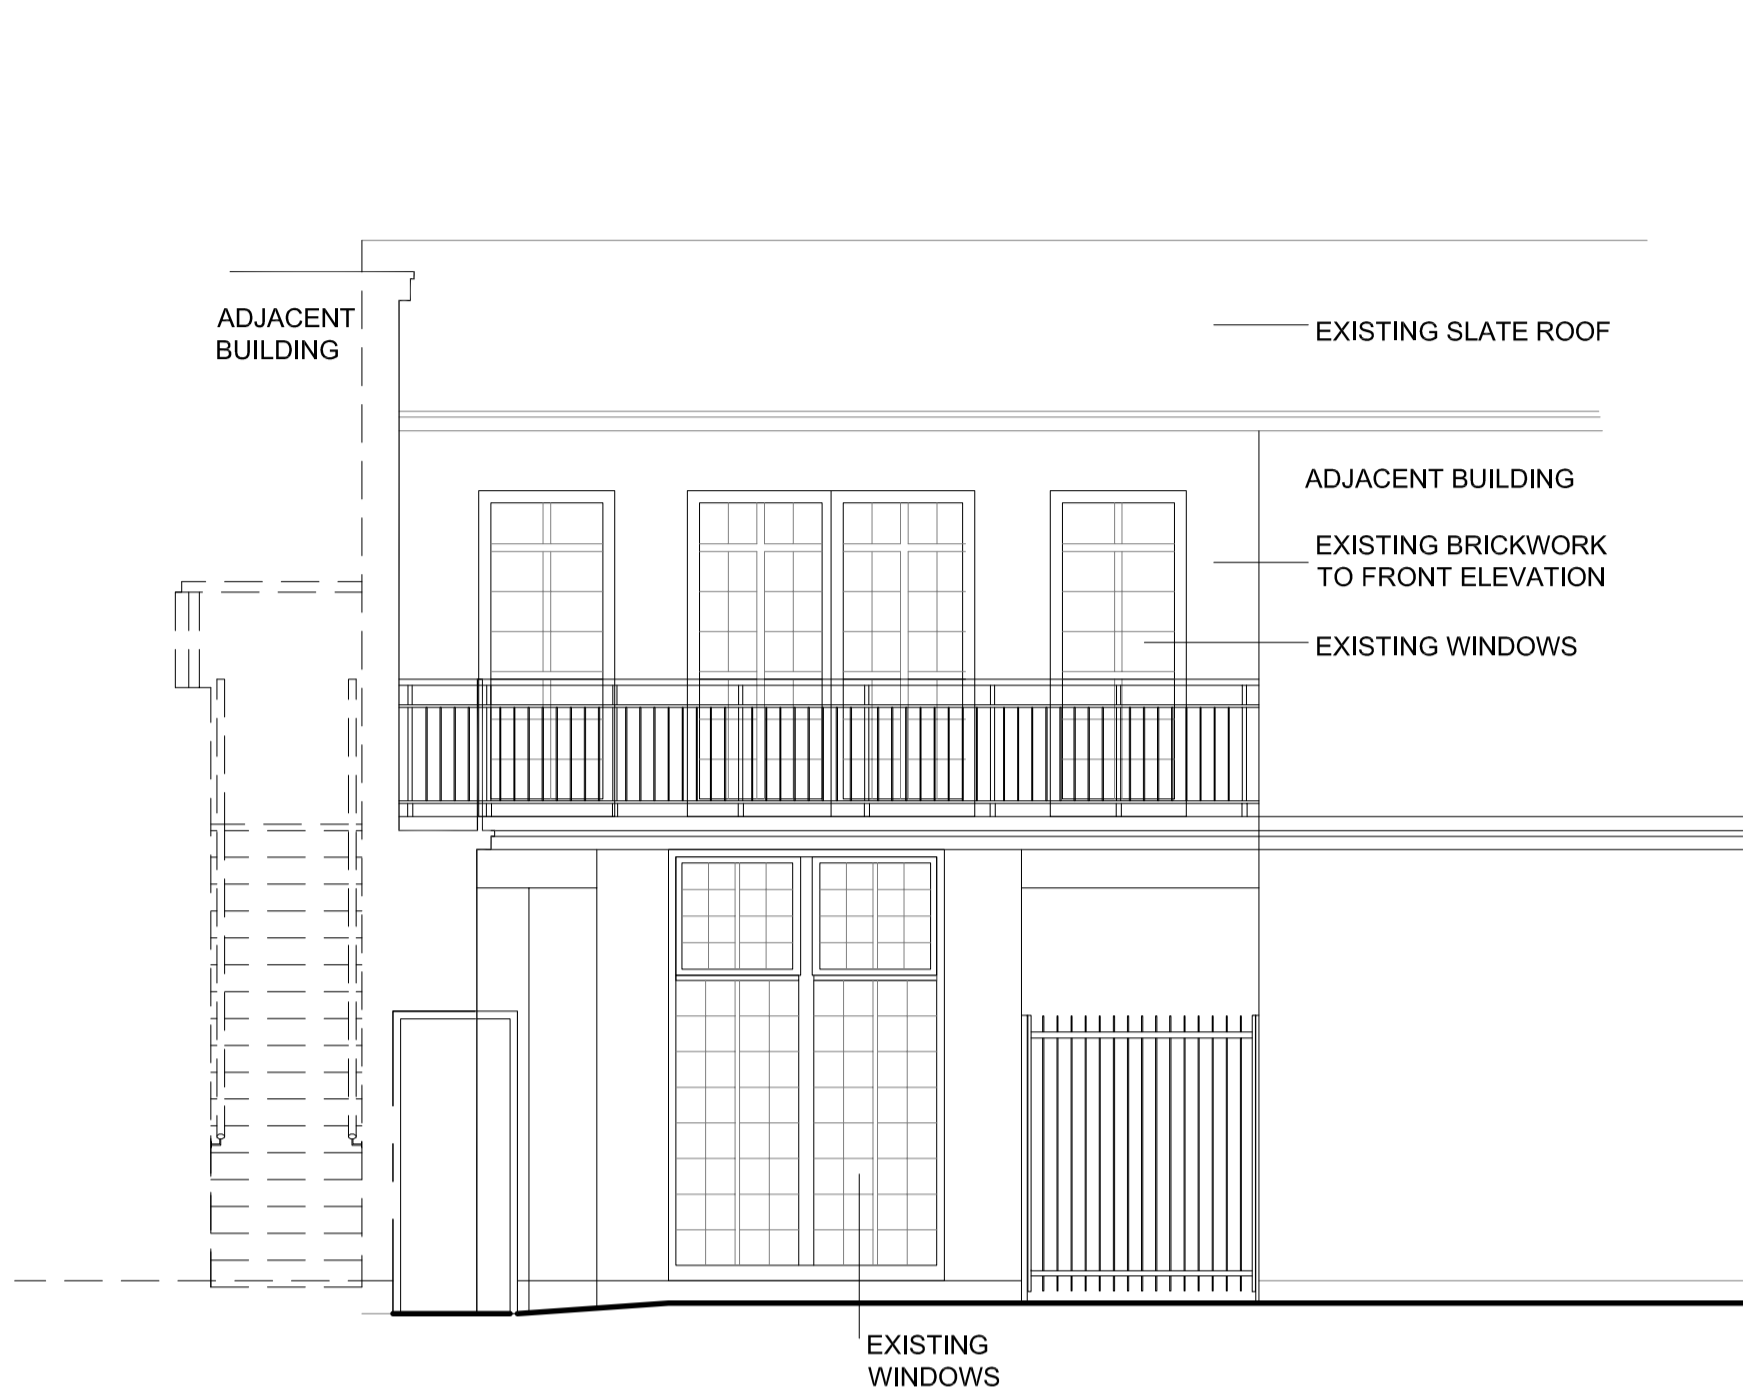 ADJACENT
BUILDING
EXISTING SLATE ROOF
ADJACENT BUILDING
EXISTING BRICKWORK
TO FRONT ELEVATION
EXISTING WINDOWS
EXISTING
WINDOWS